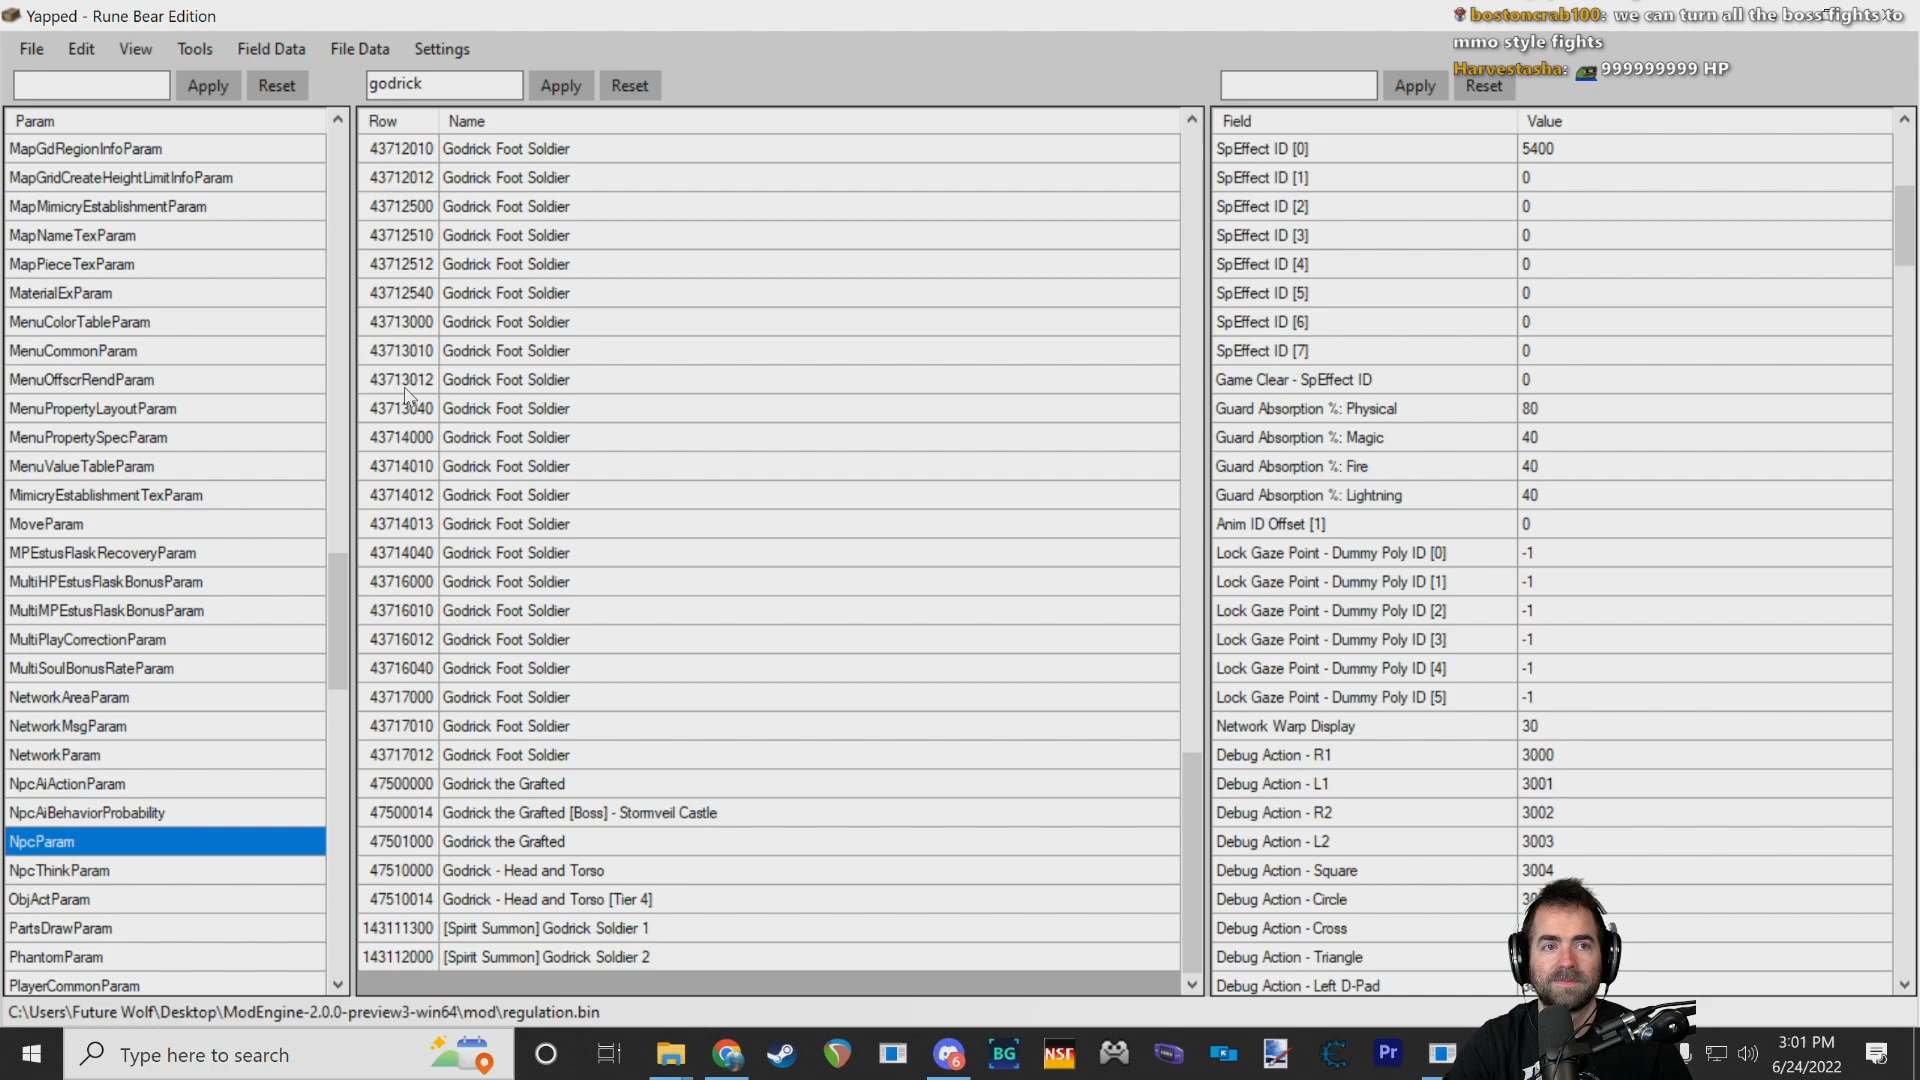 Yapped - Rune Bear Edition
bostoncrab100: we can turn all the boss fights to
mmo style fights
Harvestasha: 999999999 HP
File Edit View Tools Field Data File Data Settings
Apply Reset godrick Apply Reset Apply Reset
Param Row Name Field Value
MapGdRegionInfoParam 43712010 Godrick Foot Soldier SpEffect ID [0] 5400
MapGridCreateHeightLimitInfoParam 43712012 Godrick Foot Soldier SpEffect ID [1] 0
MapMimicryEstablishmentParam 43712500 Godrick Foot Soldier SpEffect ID [2] 0
MapNameTexParam 43712510 Godrick Foot Soldier SpEffect ID [3] 0
MapPieceTexParam 43712512 Godrick Foot Soldier SpEffect ID [4] 0
MaterialExParam 43712540 Godrick Foot Soldier SpEffect ID [5] 0
MenuColorTableParam 43713000 Godrick Foot Soldier SpEffect ID [6] 0
MenuCommonParam 43713010 Godrick Foot Soldier SpEffect ID [7] 0
MenuOffscrRendParam 43713012 Godrick Foot Soldier Game Clear - SpEffect ID 0
MenuPropertyLayoutParam 43713040 Godrick Foot Soldier Guard Absorption %: Physical 80
MenuPropertySpecParam 43714000 Godrick Foot Soldier Guard Absorption %: Magic 40
MenuValueTableParam 43714010 Godrick Foot Soldier Guard Absorption %: Fire 40
MimicryEstablishmentTexParam 43714012 Godrick Foot Soldier Guard Absorption %: Lightning 40
MoveParam 43714013 Godrick Foot Soldier Anim ID Offset [1] 0
MPEstusFlaskRecoveryParam 43714040 Godrick Foot Soldier Lock Gaze Point - Dummy Poly ID [0] -1
MultiHPEstusFlaskBonusParam 43716000 Godrick Foot Soldier Lock Gaze Point - Dummy Poly ID [1] -1
MultiMPEstusFlaskBonusParam 43716010 Godrick Foot Soldier Lock Gaze Point - Dummy Poly ID [2] -1
MultiPlayCorrectionParam 43716012 Godrick Foot Soldier Lock Gaze Point - Dummy Poly ID [3] -1
MultiSoulBonusRateParam 43716040 Godrick Foot Soldier Lock Gaze Point - Dummy Poly ID [4] -1
NetworkAreaParam 43717000 Godrick Foot Soldier Lock Gaze Point - Dummy Poly ID [5] -1
NetworkMsgParam 43717010 Godrick Foot Soldier Network Warp Display 30
NetworkParam 43717012 Godrick Foot Soldier Debug Action - R1 3000
NpcAiActionParam 47500000 Godrick the Grafted Debug Action - L1 3001
NpcAiBehaviorProbability 47500014 Godrick the Grafted [Boss] - Stormveil Castle Debug Action - R2 3002
NpcParam 47501000 Godrick the Grafted Debug Action - L2 3003
NpcThinkParam 47510000 Godrick - Head and Torso Debug Action - Square 3004
ObjActParam 47510014 Godrick - Head and Torso [Tier 4] Debug Action - Circle
PartsDrawParam 143111300 [Spirit Summon] Godrick Soldier 1 Debug Action - Cross
PhantomParam 143112000 [Spirit Summon] Godrick Soldier 2 Debug Action - Triangle
PlayerCommonParam Debug Action - Left D-Pad
C:\Users\Future Wolf\Desktop\ModEngine-2.0.0-preview3-win64\mod\regulation.bin
Type here to search 6 BG NSF Pr 3:01 PM
6/24/2022